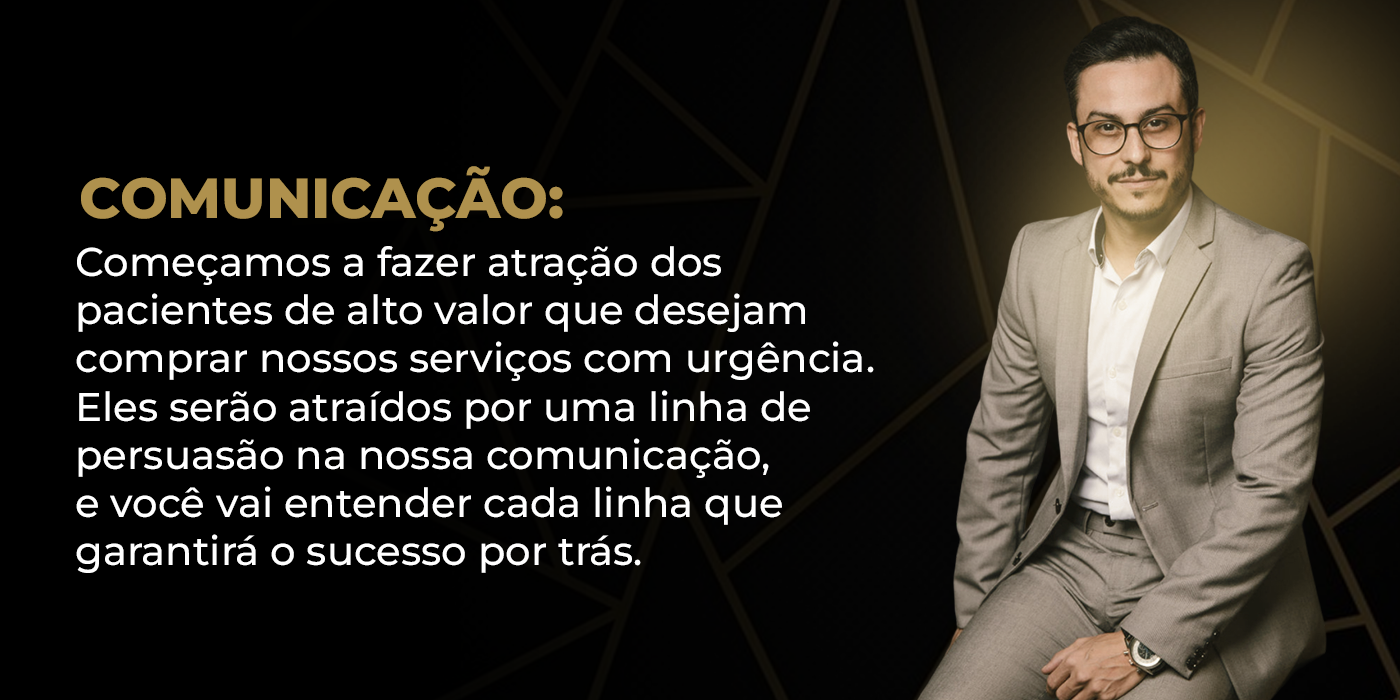 COMUNICAÇÃO:
Começamos a fazer atração dos
pacientes de alto valor que desejam
comprar nossos serviços com urgência.
Eles serão atraídos por uma linha de
persuasão na nossa comunicação,
e você vai entender cada linha que
garantirá o sucesso por trás.